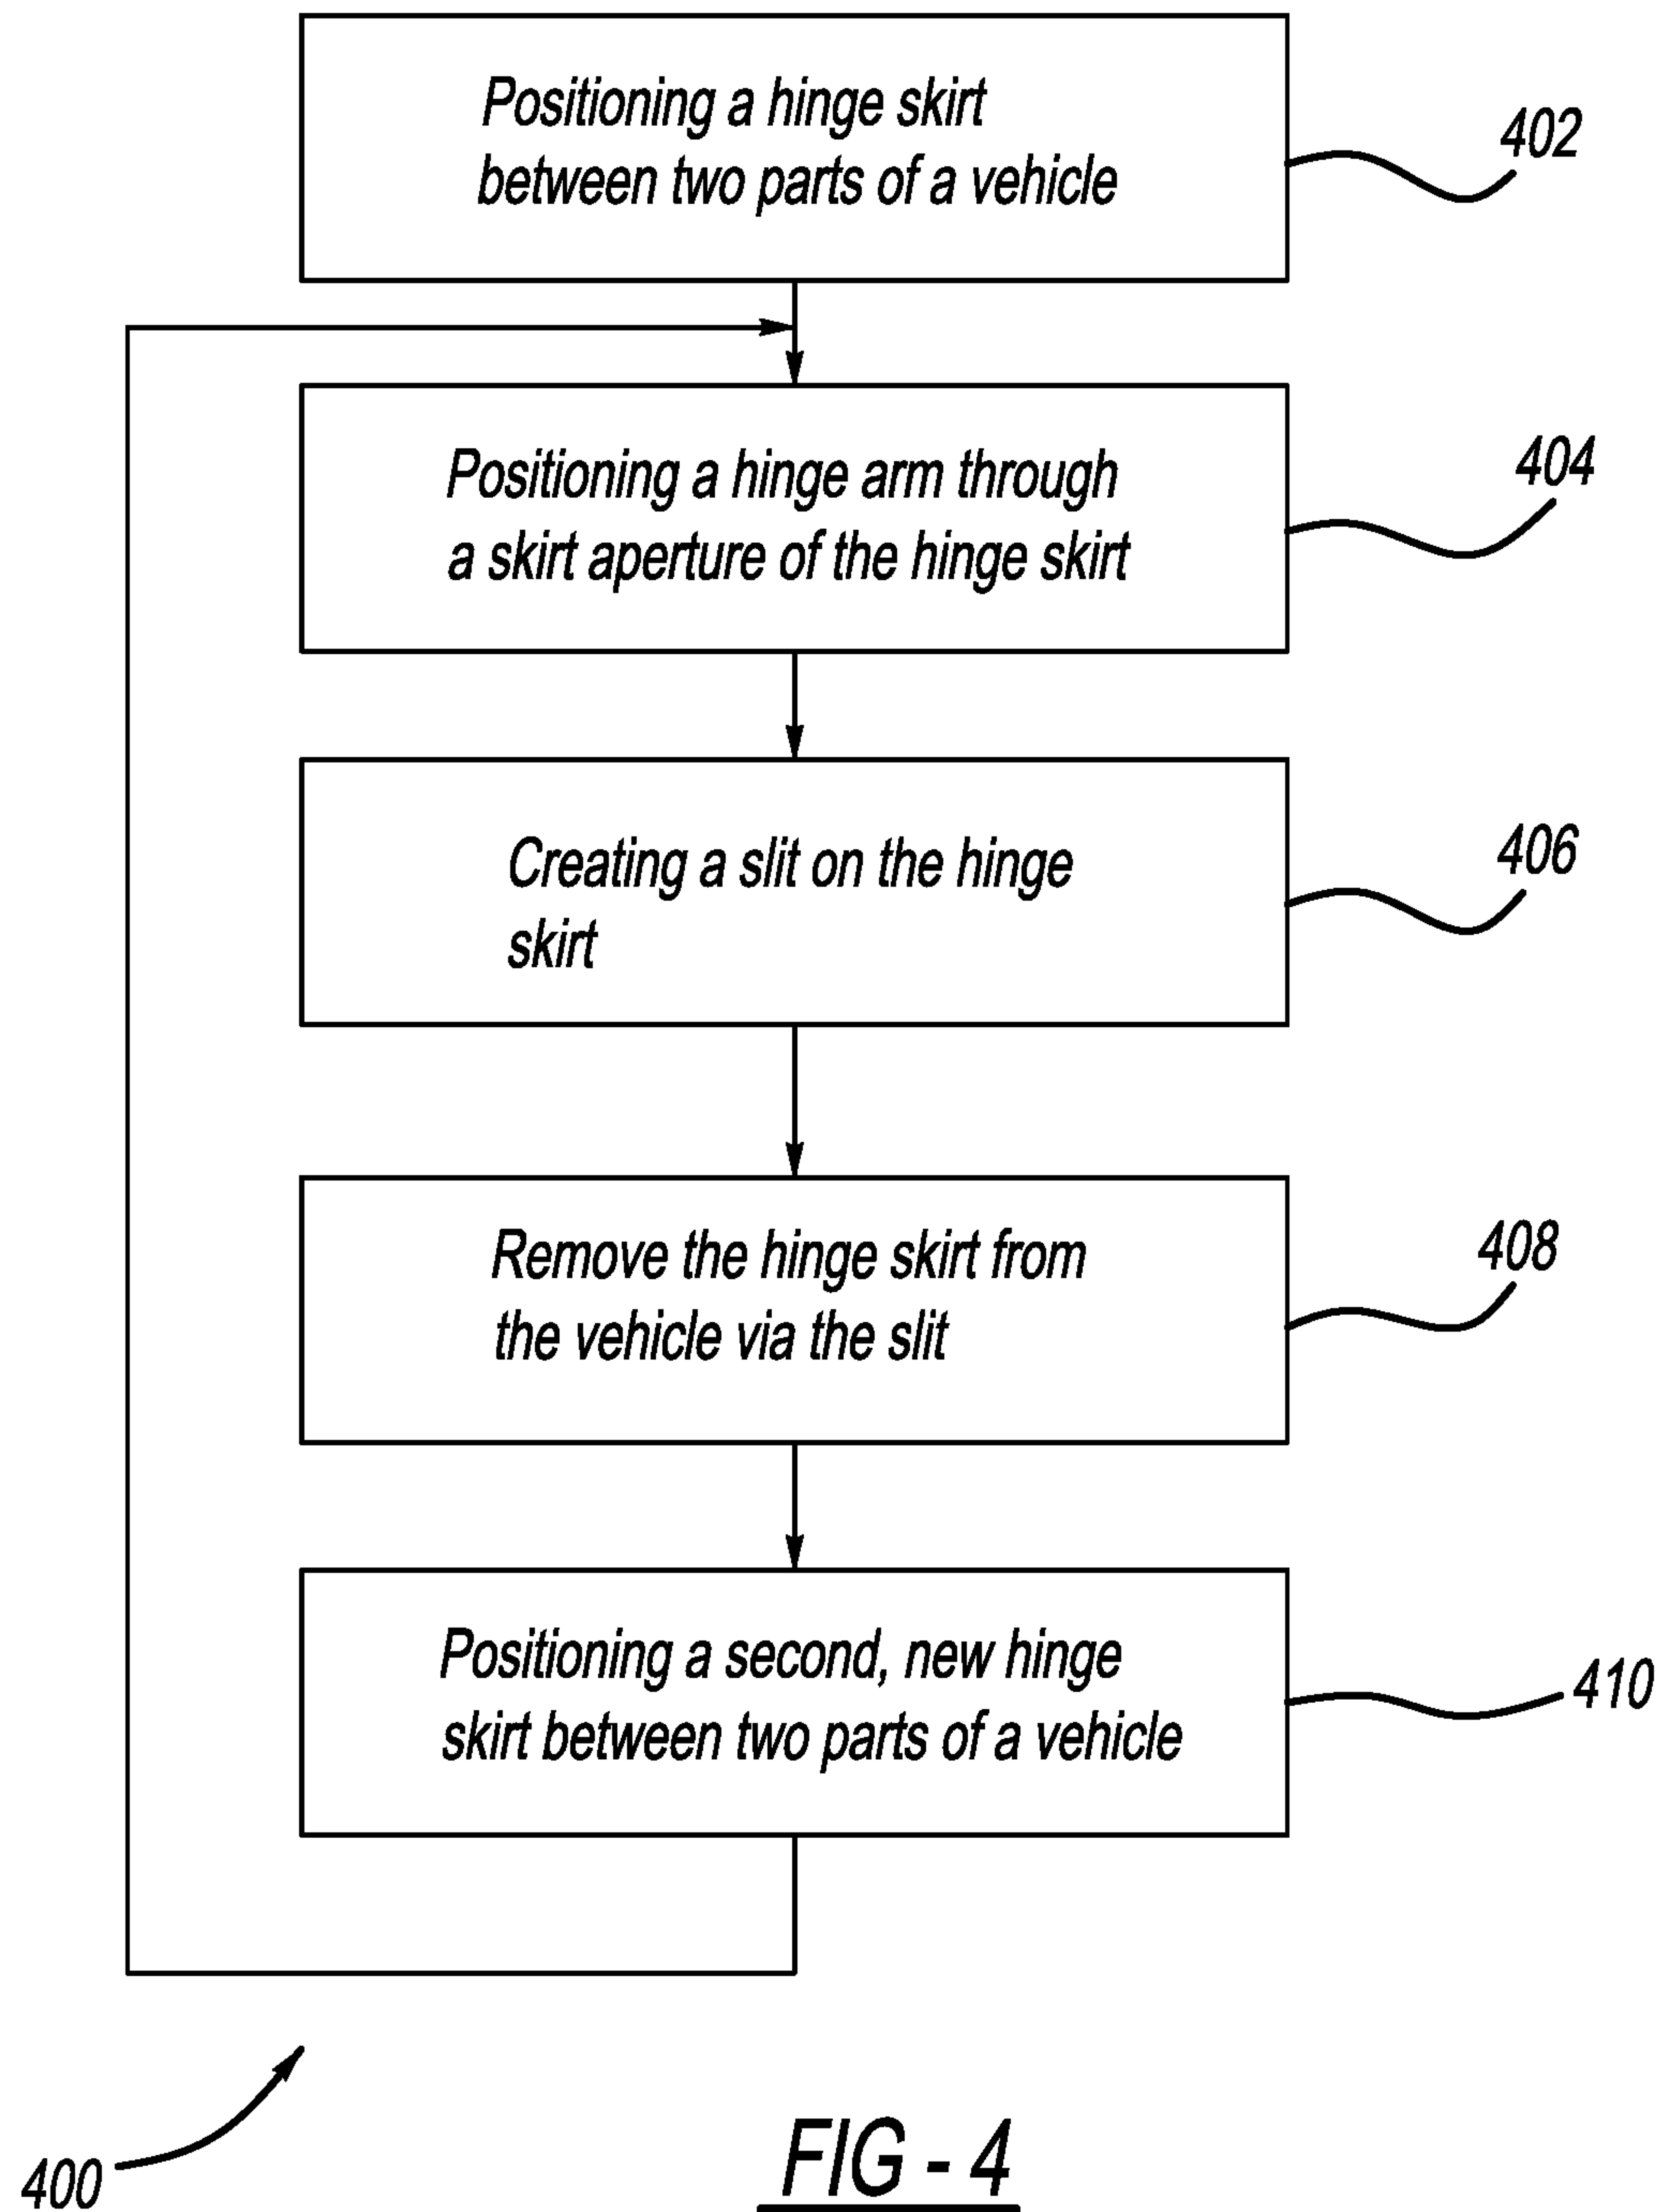 Positioning a hinge skirt
between two parts of a vehicle
402
Positioning a hinge arm through
a skirt aperture of the hinge skirt
404
Creating a slit on the hinge
skirt
406
Remove the hinge skirt from
the vehicle via the slit
408
Positioning a second, new hinge
skirt between two parts of a vehicle
410
400
FIG - 4